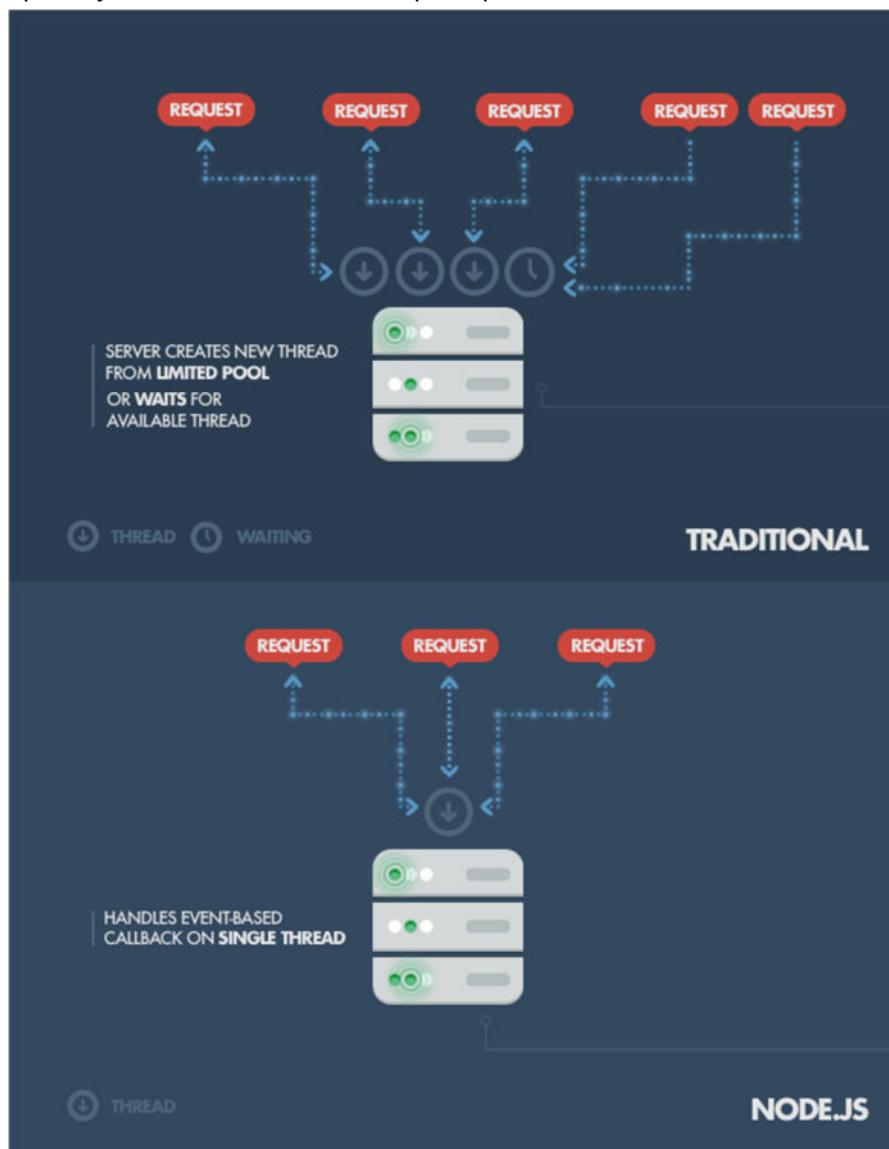 REQUEST REQUEST REQUEST REQUEST REQUEST
SERVER CREATES NEW THREAD
FROM LIMITED POOL
OR WAITS FOR
AVAILABLE THREAD
THREAD WAITING
TRADITIONAL
REQUEST REQUEST REQUEST
HANDLES EVENT-BASED
CALLBACK ON SINGLE THREAD
THREAD
NODE.JS